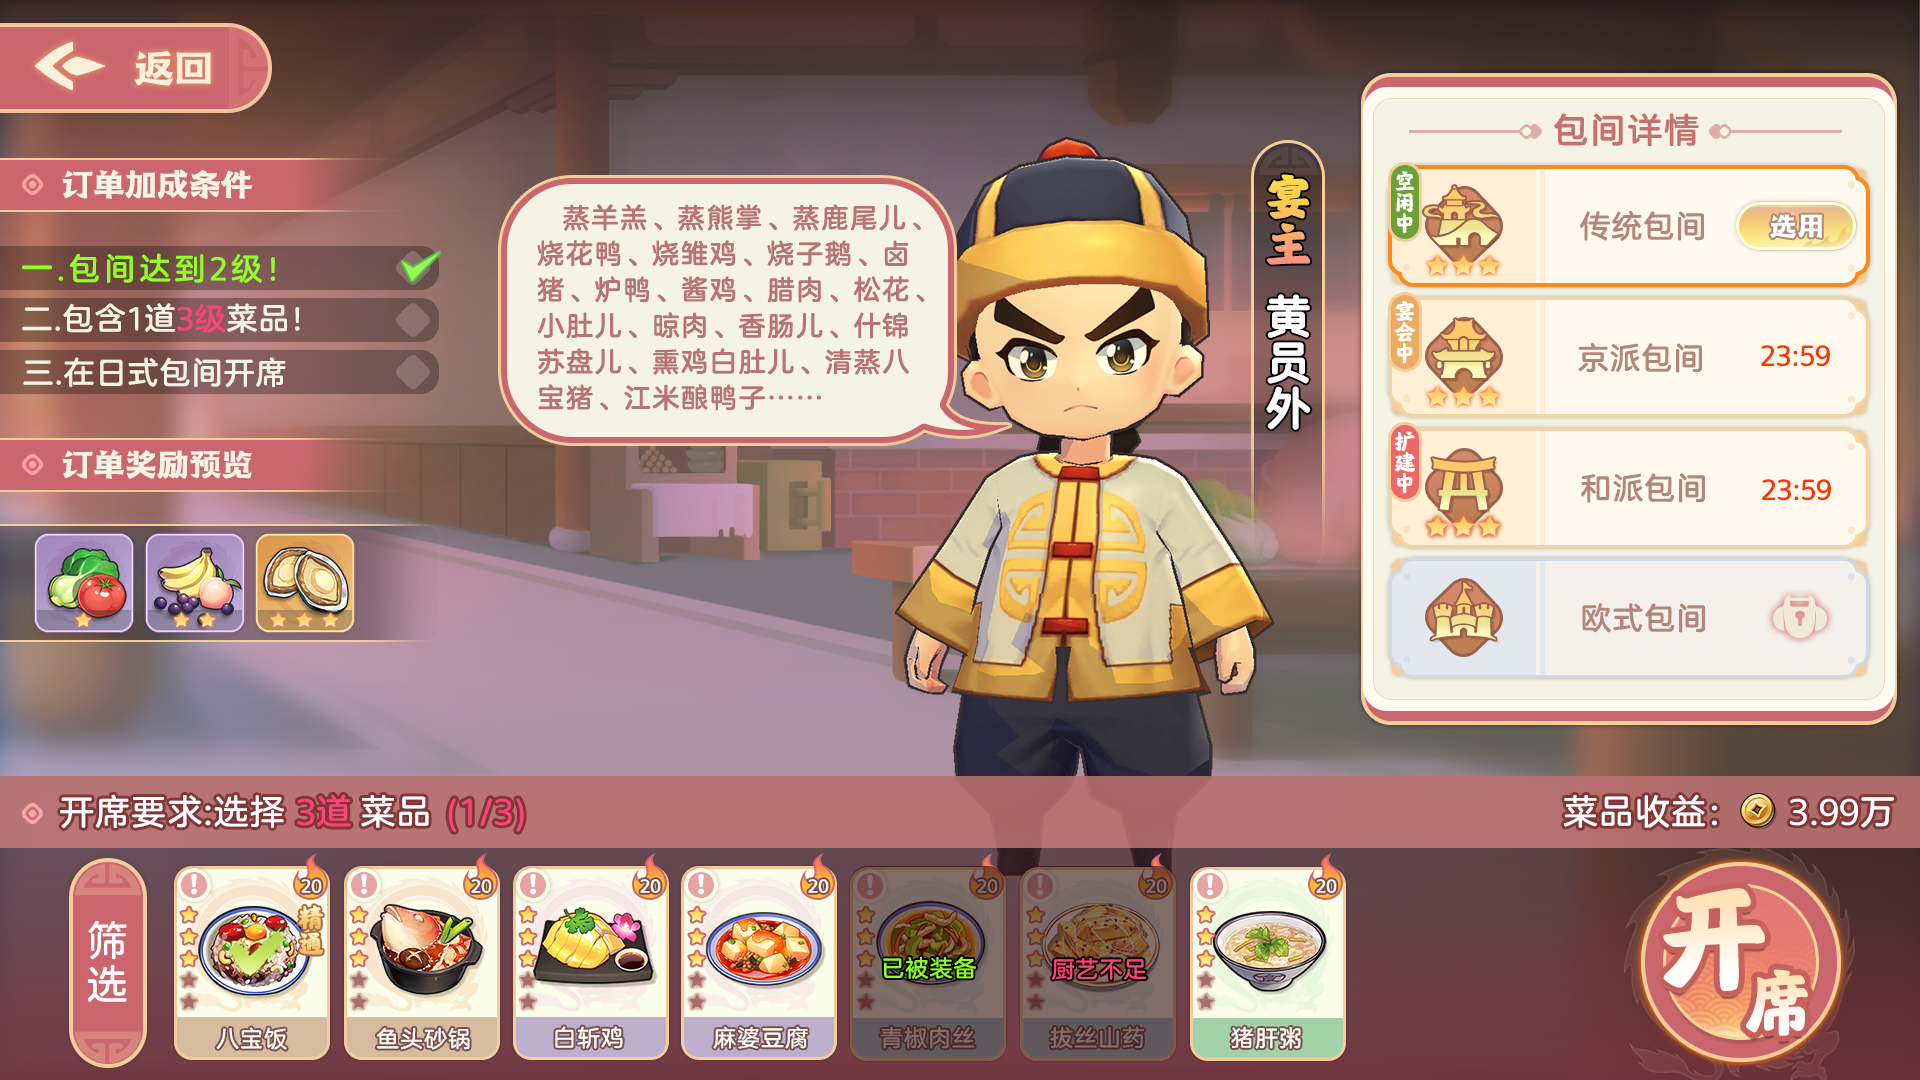 返回
订单加成条件
一.包间达到2级！
二.包含1道3级菜品！
三.在日式包间开席
订单奖励预览
蒸羊羔、蒸熊掌、蒸鹿尾儿、
烧花鸭、烧雏鸡、烧子鹅、卤
猪、炉鸭、酱鸡、腊肉、松花、
小肚儿、晾肉、香肠儿、什锦
苏盘儿、熏鸡白肚儿、清蒸八
宝猪、江米酿鸭子……
宴主 黄员外
包间详情
空闲中
传统包间
选用
宴会中
京派包间
23:59
扩建中
和派包间
23:59
欧式包间
开席要求:选择 3道 菜品 (1/3)
菜品收益： 3.99万
筛选
20
精通
八宝饭
20
鱼头砂锅
20
白斩鸡
20
麻婆豆腐
20
已被装备
青椒肉丝
20
厨艺不足
拔丝山药
20
猪肝粥
开席